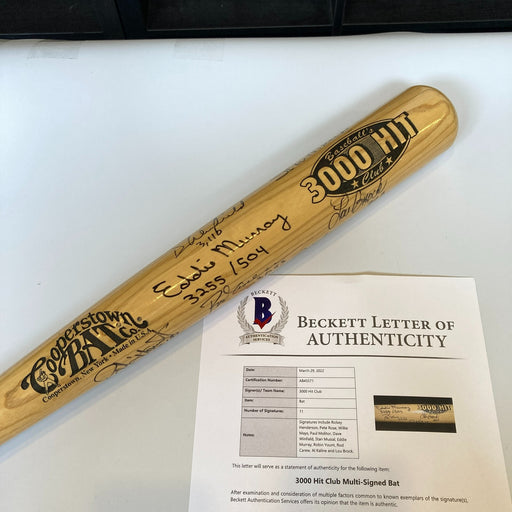 Baseball's
3000 HIT
Club
Lou Brock
3,116
Eddie Murray
3255/504
Cooperstown
BAT Co.
Cooperstown, New York • Made in U.S.A.
BECKETT
B
AUTHENTICATION SERVICES
BECKETT LETTER OF
AUTHENTICITY
Date: March 29, 2022
Signer(s)/ Team Name: 3000 Hit Club
Item: Bat
Number of Signatures: 11
Notes: Signatures include Rickey
Henderson, Pete Rose, Willie
Mays, Paul Molitor, Dave
Winfield, Stan Musial, Eddie
Murray, Robin Yount, Rod
Carew, Al Kaline and Lou Brock.
This letter will serve as a statement of authenticity for the following item:
3000 Hit Club Multi-Signed Bat
After examination and consideration of multiple factors common to known exemplars of the signature(s),
Beckett Authentication Services offers its opinion that the item is authentic.